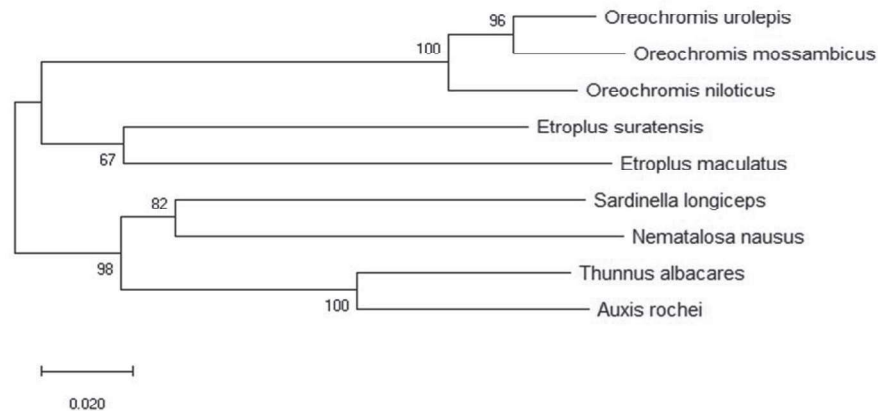 96 Oreochromis urolepis
100 Oreochromis mossambicus
Oreochromis niloticus
Etroplus suratensis
67 Etroplus maculatus
82 Sardinella longiceps
Nematalosa nausus
98 Thunnus albacares
100 Auxis rochei
0.020